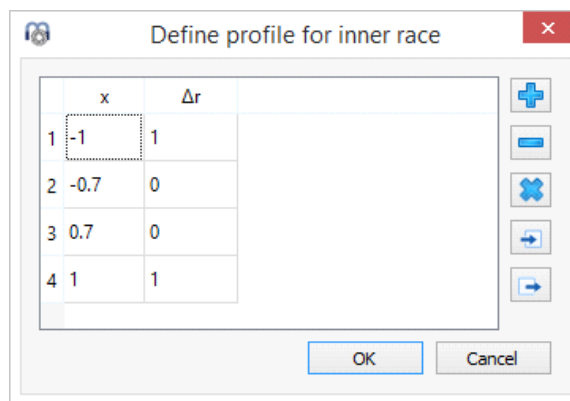 Define profile for inner race
x Δr
1 -1 1
2 -0.7 0
3 0.7 0
4 1 1
OK Cancel